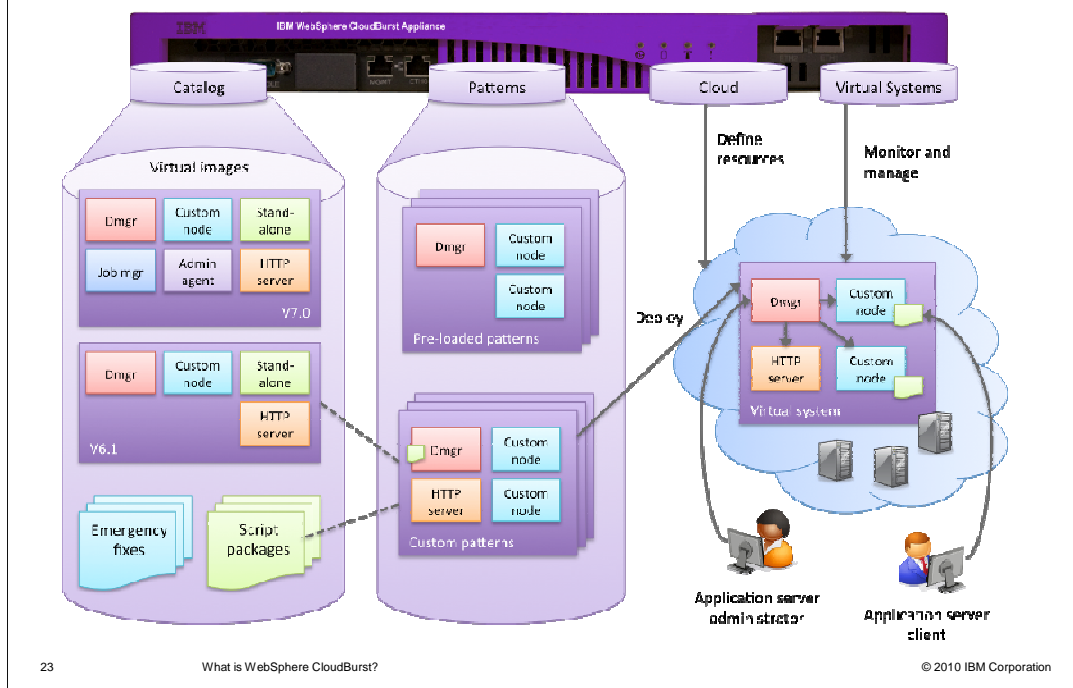 IBM WebSphere CloudBurst Appliance
Catalog
Patterns
Cloud
Virtual Systems
Define
resources
Monitor and
manage
Virtual images
Dmgr
Custom
node
Stand-
alone
Job mgr
Admin
agent
HTTP
server
V7.0
Dmgr
Custom
node
Stand-
alone
HTTP
server
V6.1
Emergency
fixes
Script
packages
Dmgr
Custom
node
Custom
node
Pre-loaded patterns
Dmgr
Custom
node
HTTP
server
Custom
node
Custom patterns
Deploy
Dmgr
Custom
node
HTTP
server
Custom
node
Virtual system
Application server
administrator
Application server
client
23
What is WebSphere CloudBurst?
© 2010 IBM Corporation